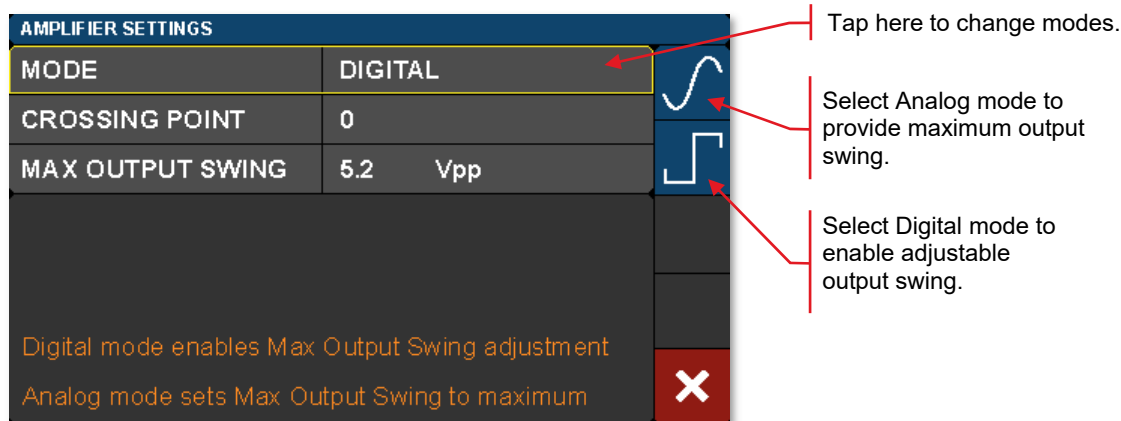 AMPLIFIER SETTINGS
MODE DIGITAL
CROSSING POINT 0
MAX OUTPUT SWING 5.2 Vpp
Digital mode enables Max Output Swing adjustment
Analog mode sets Max Output Swing to maximum
Tap here to change modes.
Select Analog mode to
provide maximum output
swing.
Select Digital mode to
enable adjustable
output swing.